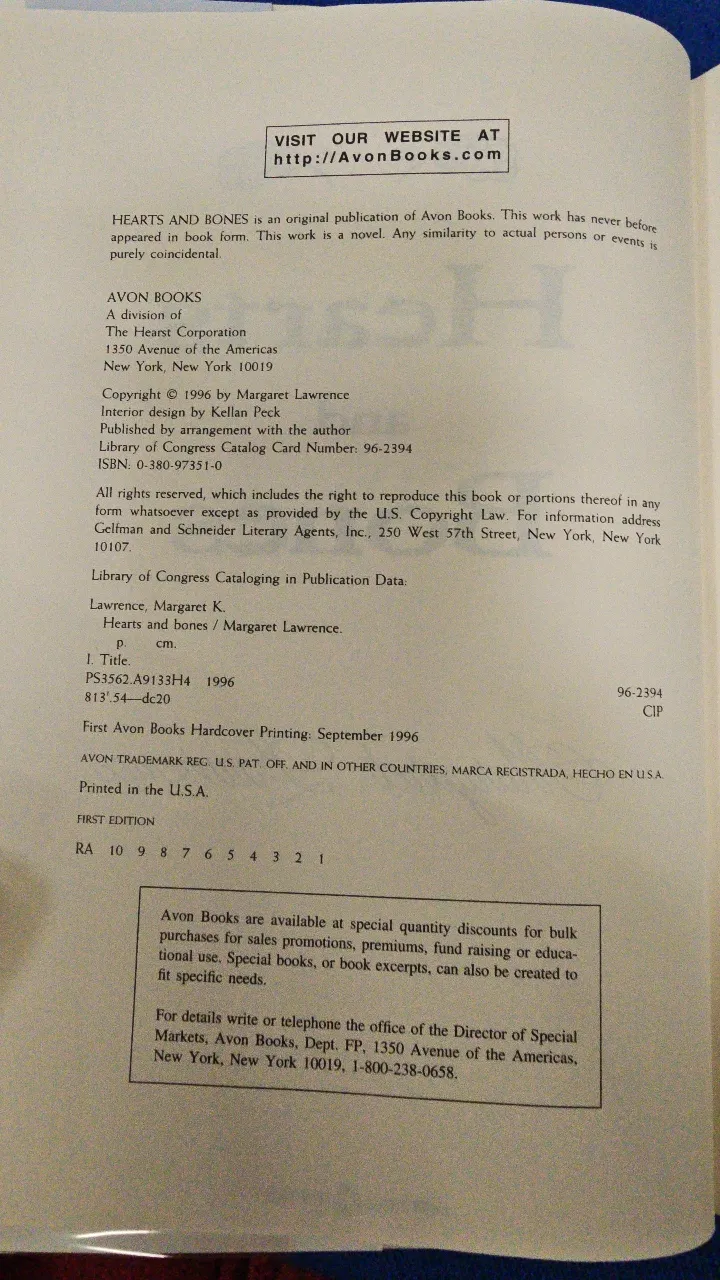 VISIT OUR WEBSITE AT
http://AvonBooks.com
HEARTS AND BONES is an original publication of Avon Books. This work has never before
appeared in book form. This work is a novel. Any similarity to actual persons or events is
purely coincidental.
AVON BOOKS
A division of
The Hearst Corporation
1350 Avenue of the Americas
New York, New York 10019
Copyright © 1996 by Margaret Lawrence
Interior design by Kellan Peck
Published by arrangement with the author
Library of Congress Catalog Card Number: 96-2394
ISBN: 0-380-97351-0
All rights reserved, which includes the right to reproduce this book or portions thereof in any
form whatsoever except as provided by the U.S. Copyright Law. For information address
Gelfman and Schneider Literary Agents, Inc., 250 West 57th Street, New York, New York
10107.
Library of Congress Cataloging in Publication Data:
Lawrence, Margaret K.
Hearts and bones / Margaret Lawrence.
p. cm.
I. Title.
PS3562.A9133H4 1996
813'.54—dc20
96-2394
CIP
First Avon Books Hardcover Printing: September 1996
AVON TRADEMARK REG. U.S. PAT. OFF. AND IN OTHER COUNTRIES, MARCA REGISTRADA, HECHO EN U.S.A.
Printed in the U.S.A.
FIRST EDITION
RA 10 9 8 7 6 5 4 3 2 1
Avon Books are available at special quantity discounts for bulk
purchases for sales promotions, premiums, fund raising or educa-
tional use. Special books, or book excerpts, can also be created to
fit specific needs.
For details write or telephone the office of the Director of Special
Markets, Avon Books, Dept. FP, 1350 Avenue of the Americas,
New York, New York 10019, 1-800-238-0658.